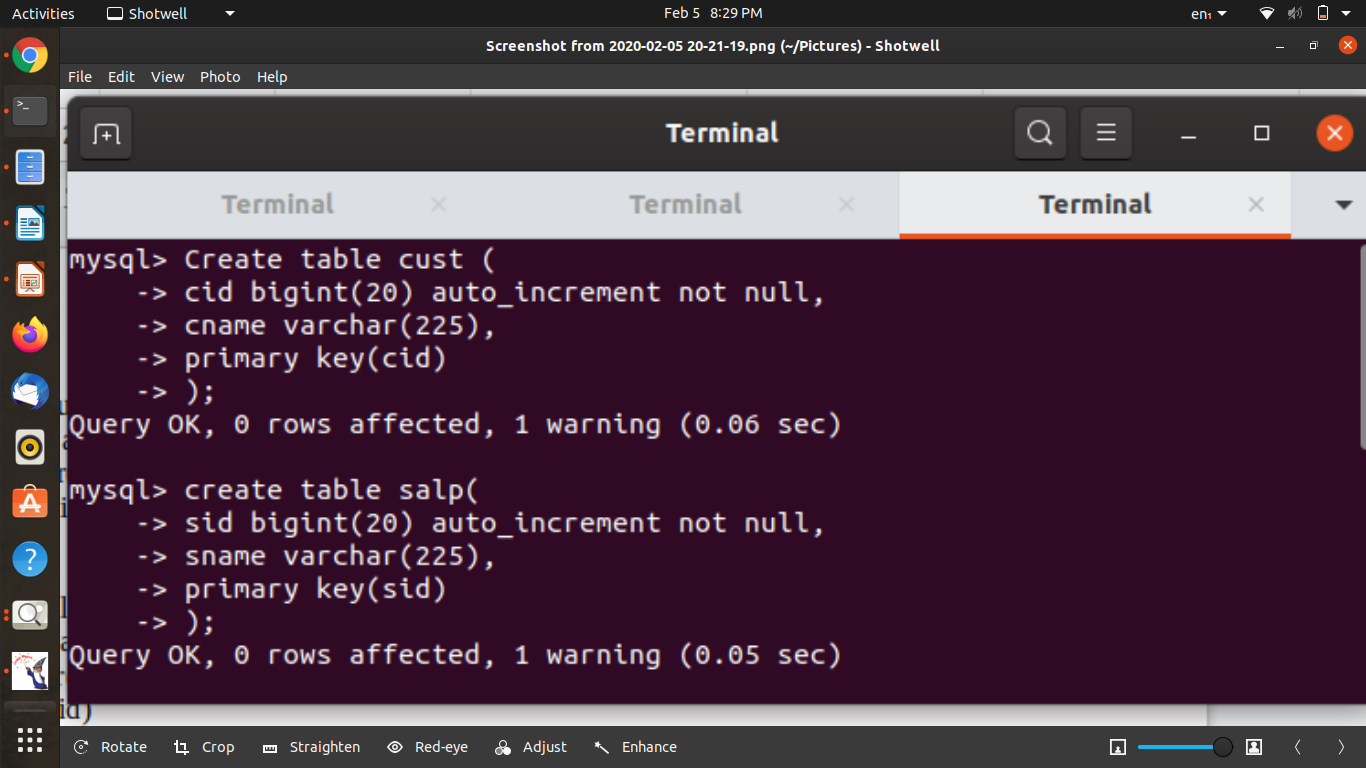 Activities Shotwell Feb 5 8:29 PM en₁
Screenshot from 2020-02-05 20-21-19.png (~/Pictures) - Shotwell
File Edit View Photo Help
Terminal
Terminal Terminal Terminal
mysql> Create table cust (
-> cid bigint(20) auto_increment not null,
-> cname varchar(225),
-> primary key(cid)
-> );
Query OK, 0 rows affected, 1 warning (0.06 sec)
mysql> create table salp(
-> sid bigint(20) auto_increment not null,
-> sname varchar(225),
-> primary key(sid)
-> );
Query OK, 0 rows affected, 1 warning (0.05 sec)
id)
Rotate Crop Straighten Red-eye Adjust Enhance